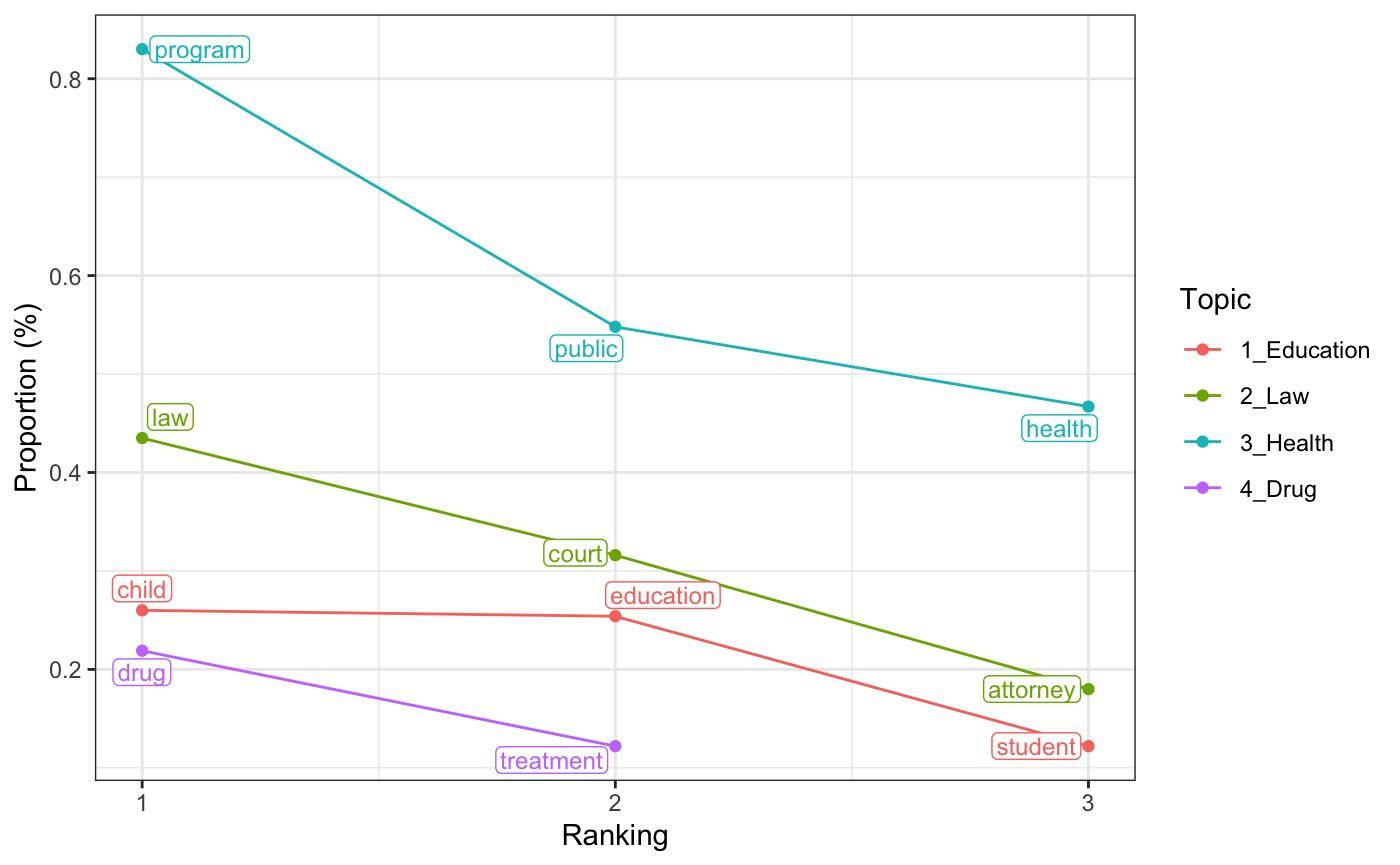 program
0.8
0.6
public
Topic
1_Education
2_Law
3_Health
4_Drug
Proportion (%)
law
health
0.4
court
child
education
0.2
drug
attorney
student
treatment
1
2
3
Ranking